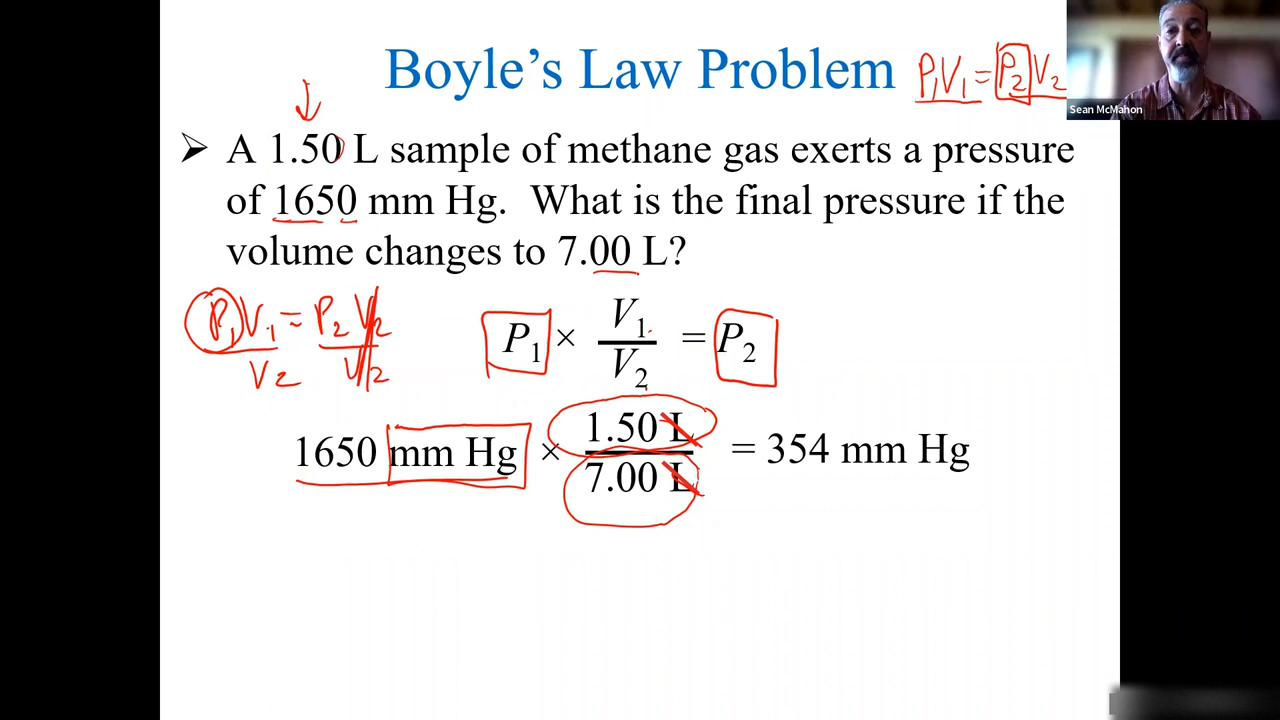 Boyle's Law Problem
P₁V₁ = P₂V₂
Sean McMahon
➢ A 1.50 L sample of methane gas exerts a pressure
of 1650 mm Hg. What is the final pressure if the
volume changes to 7.00 L?
P₁V₁ = P₂V₂
V2 V2
P₁ × V₁/V₂ = P₂
1650 mm Hg × 1.50 L/7.00 L = 354 mm Hg